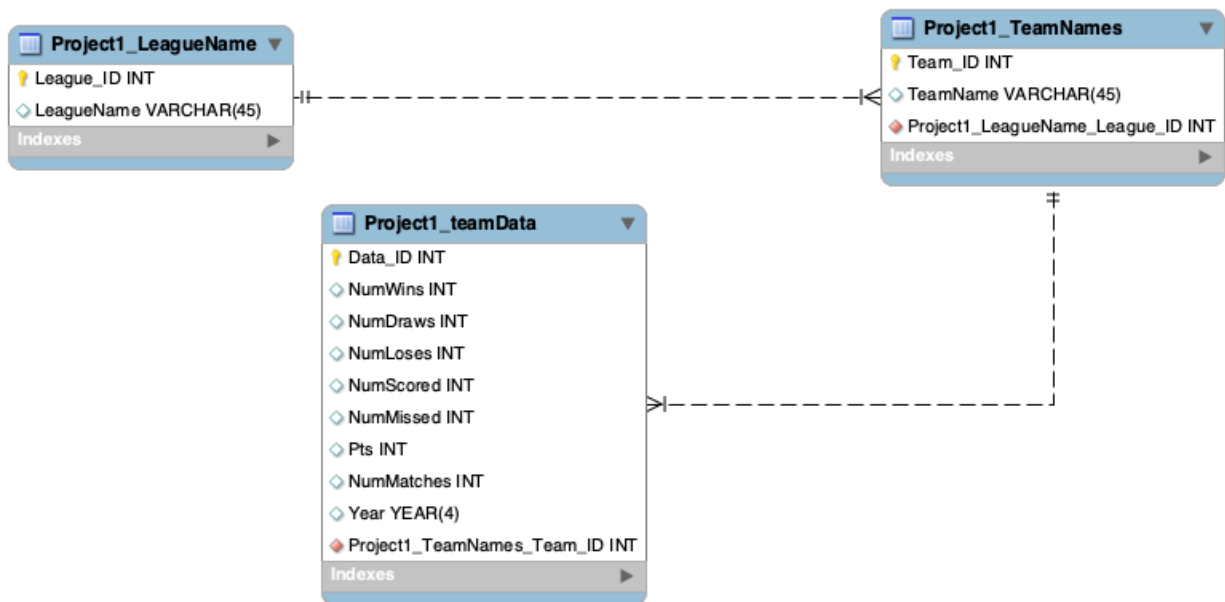 Project1_LeagueName
League_ID INT
LeagueName VARCHAR(45)
Indexes
Project1_TeamNames
Team_ID INT
TeamName VARCHAR(45)
Project1_LeagueName_League_ID INT
Indexes
Project1_teamData
Data_ID INT
NumWins INT
NumDraws INT
NumLoses INT
NumScored INT
NumMissed INT
Pts INT
NumMatches INT
Year YEAR(4)
Project1_TeamNames_Team_ID INT
Indexes